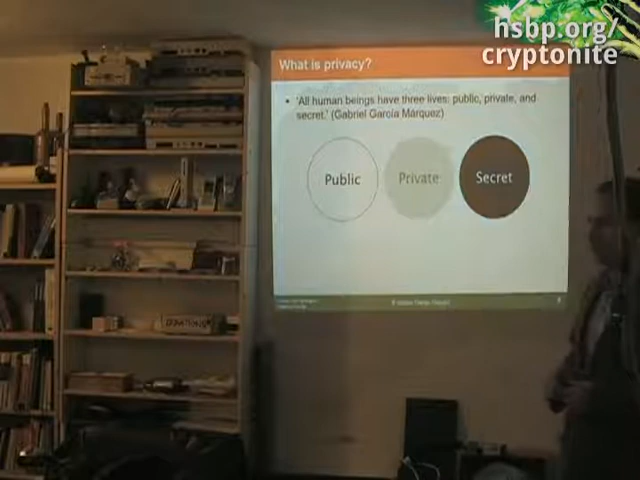 hsbp.org/
cryptonite
What is privacy?
• 'All human beings have three lives: public, private, and
secret.' (Gabriel García Márquez)
Public
Private
Secret